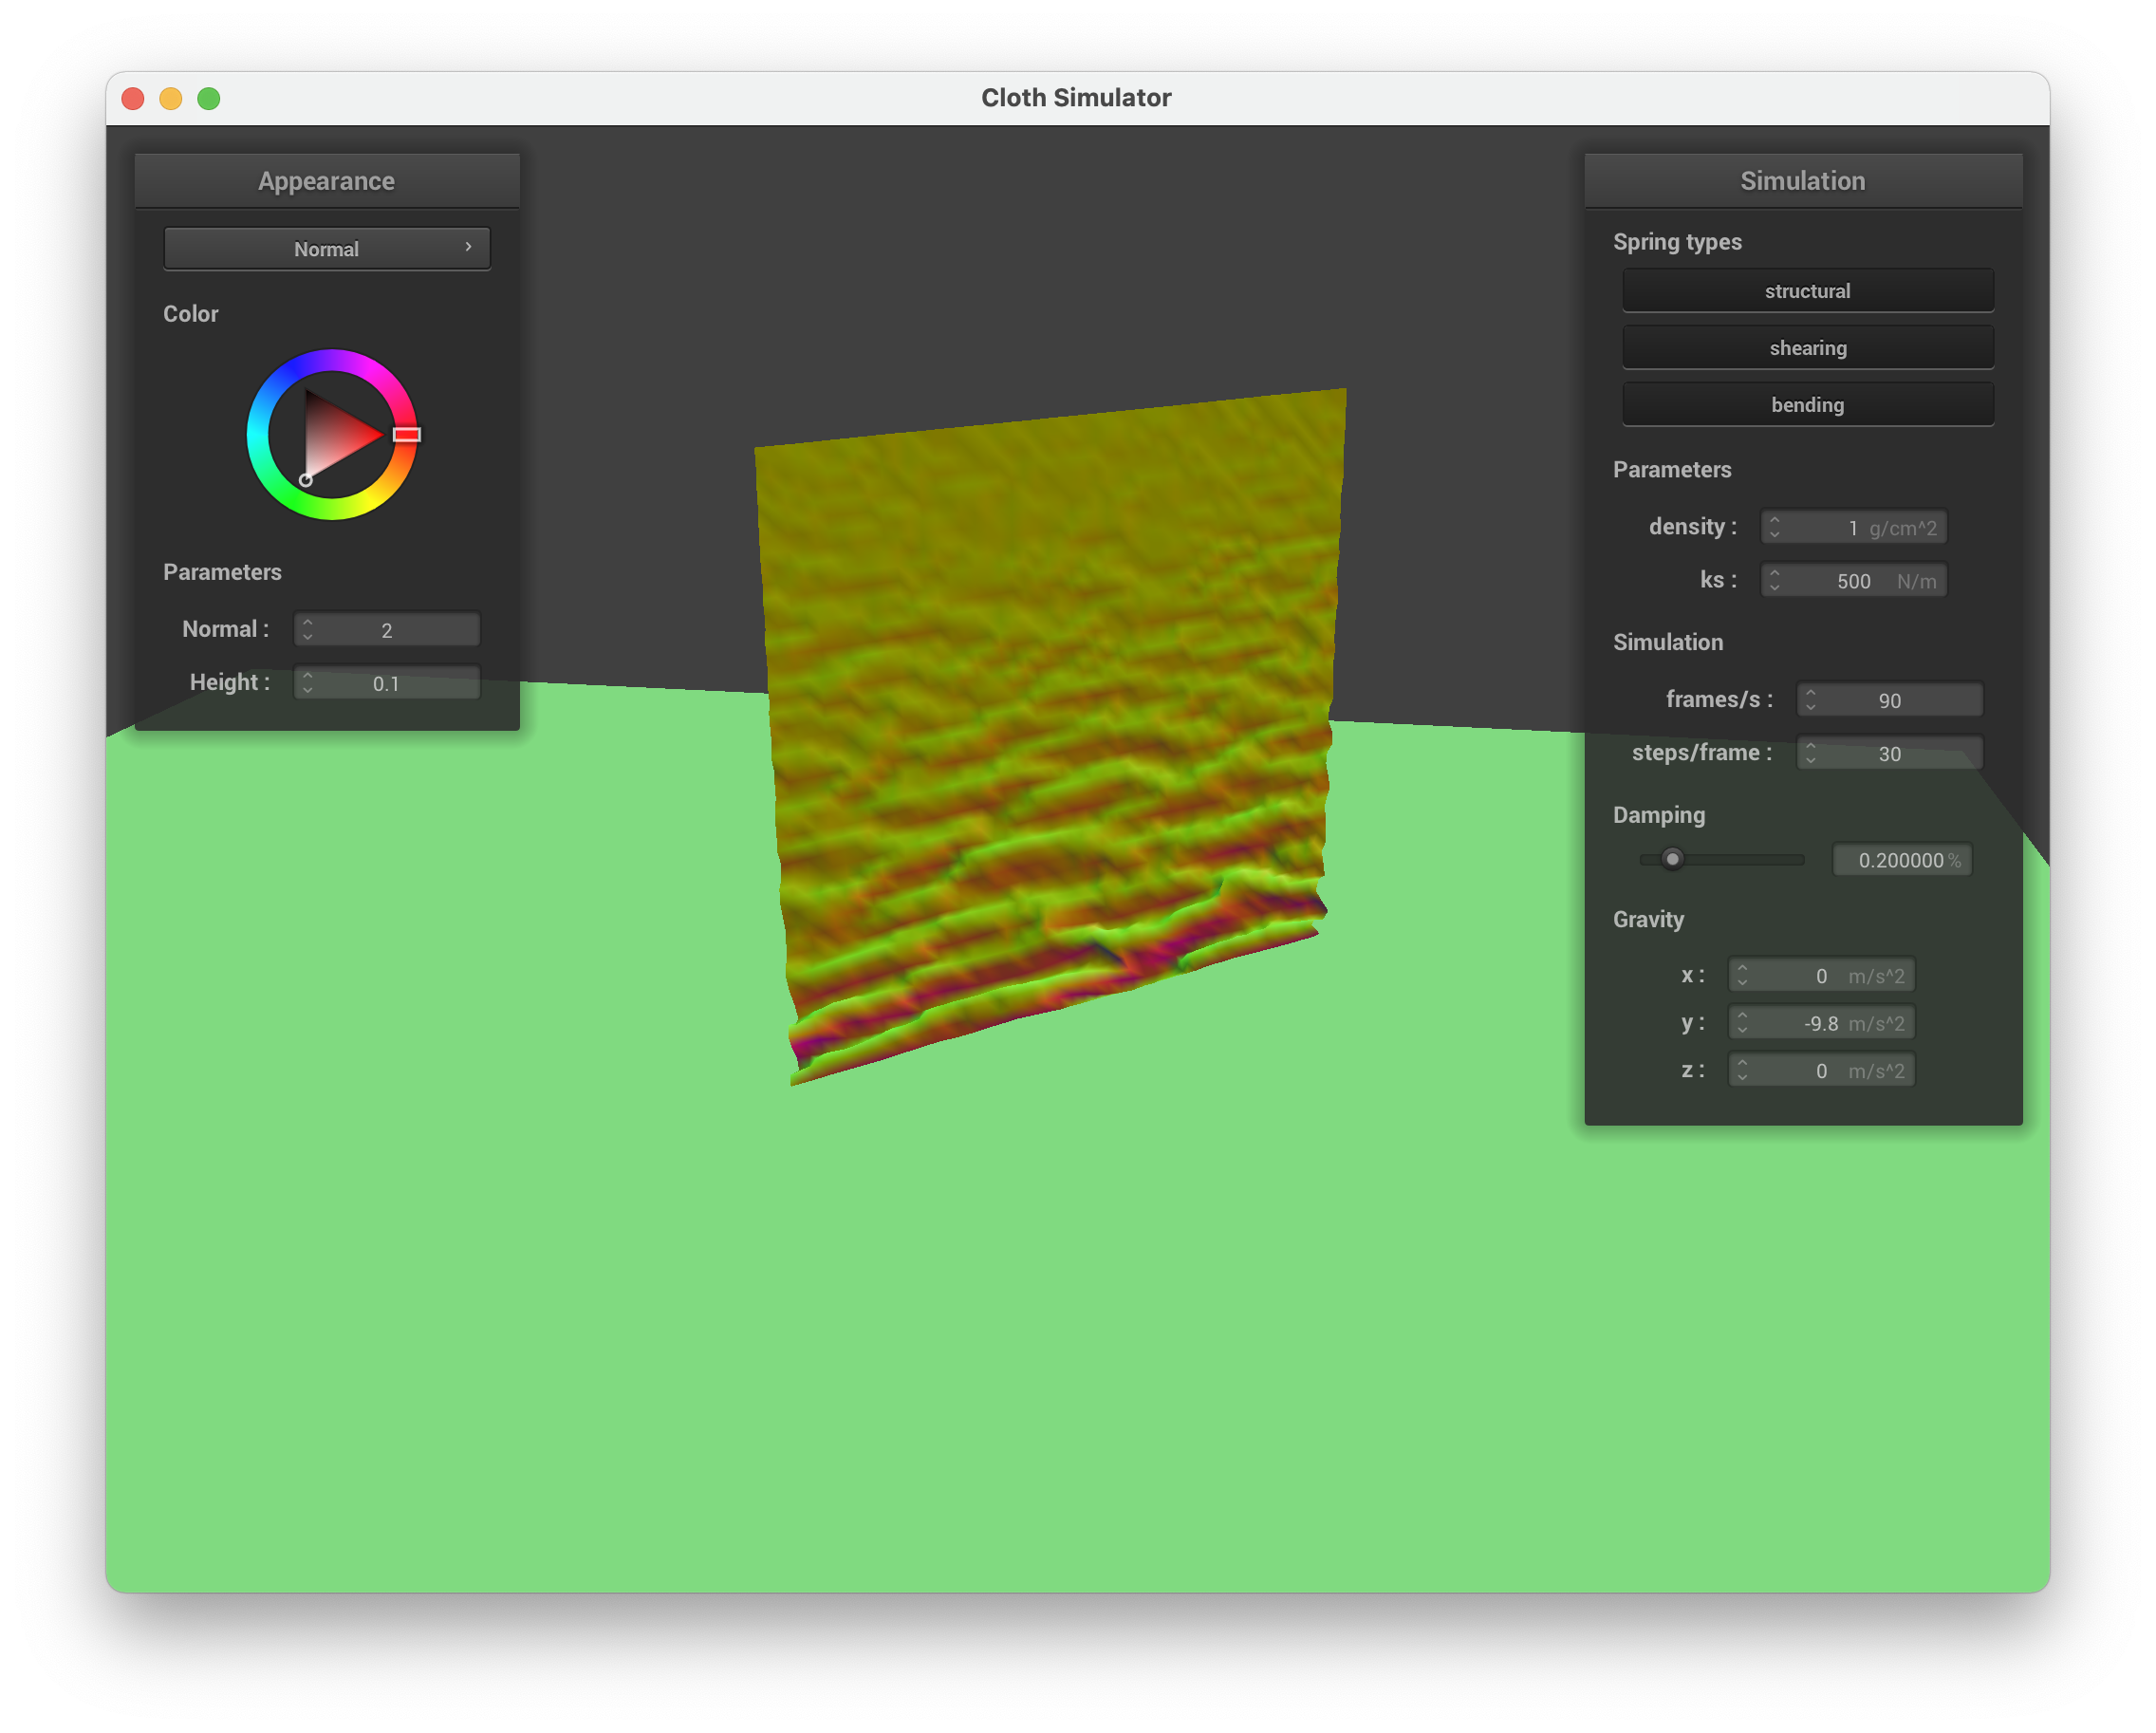 Cloth Simulator
Appearance
Normal
Color
Parameters
Normal : 2
Height : 0.1
Simulation
Spring types
structural
shearing
bending
Parameters
density : 1 g/cm^2
ks : 500 N/m
Simulation
frames/s : 90
steps/frame : 30
Damping
0.200000 %
Gravity
x : 0 m/s^2
y : -9.8 m/s^2
z : 0 m/s^2